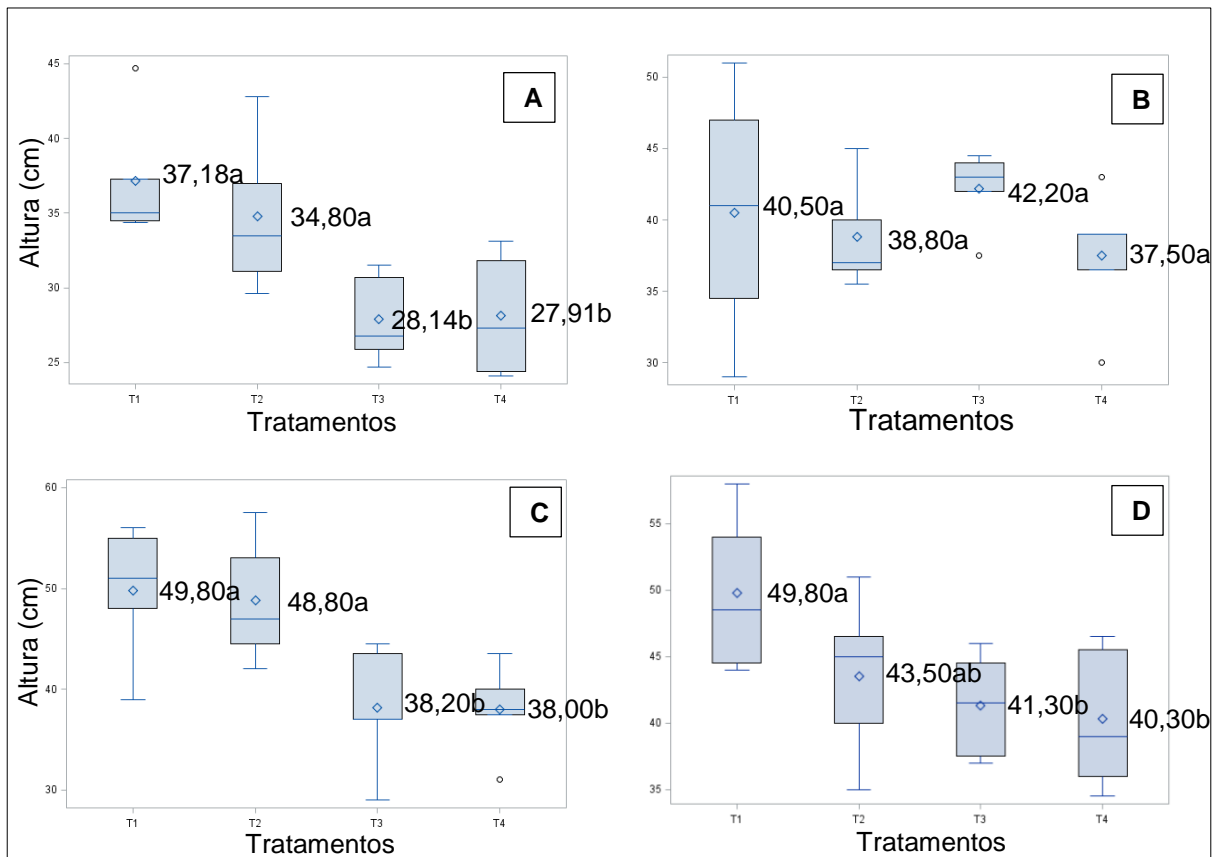 A
Altura (cm)
45
40
35
30
25
37,18a
34,80a
28,14b
27,91b
T1
T2
T3
T4
Tratamentos
B
50
45
40
35
30
40,50a
38,80a
42,20a
37,50a
T1
T2
T3
T4
Tratamentos
C
Altura (cm)
60
50
40
30
49,80a
48,80a
38,20b
38,00b
T1
T2
T3
T4
Tratamentos
D
55
50
45
40
35
49,80a
43,50ab
41,30b
40,30b
T1
T2
T3
T4
Tratamentos